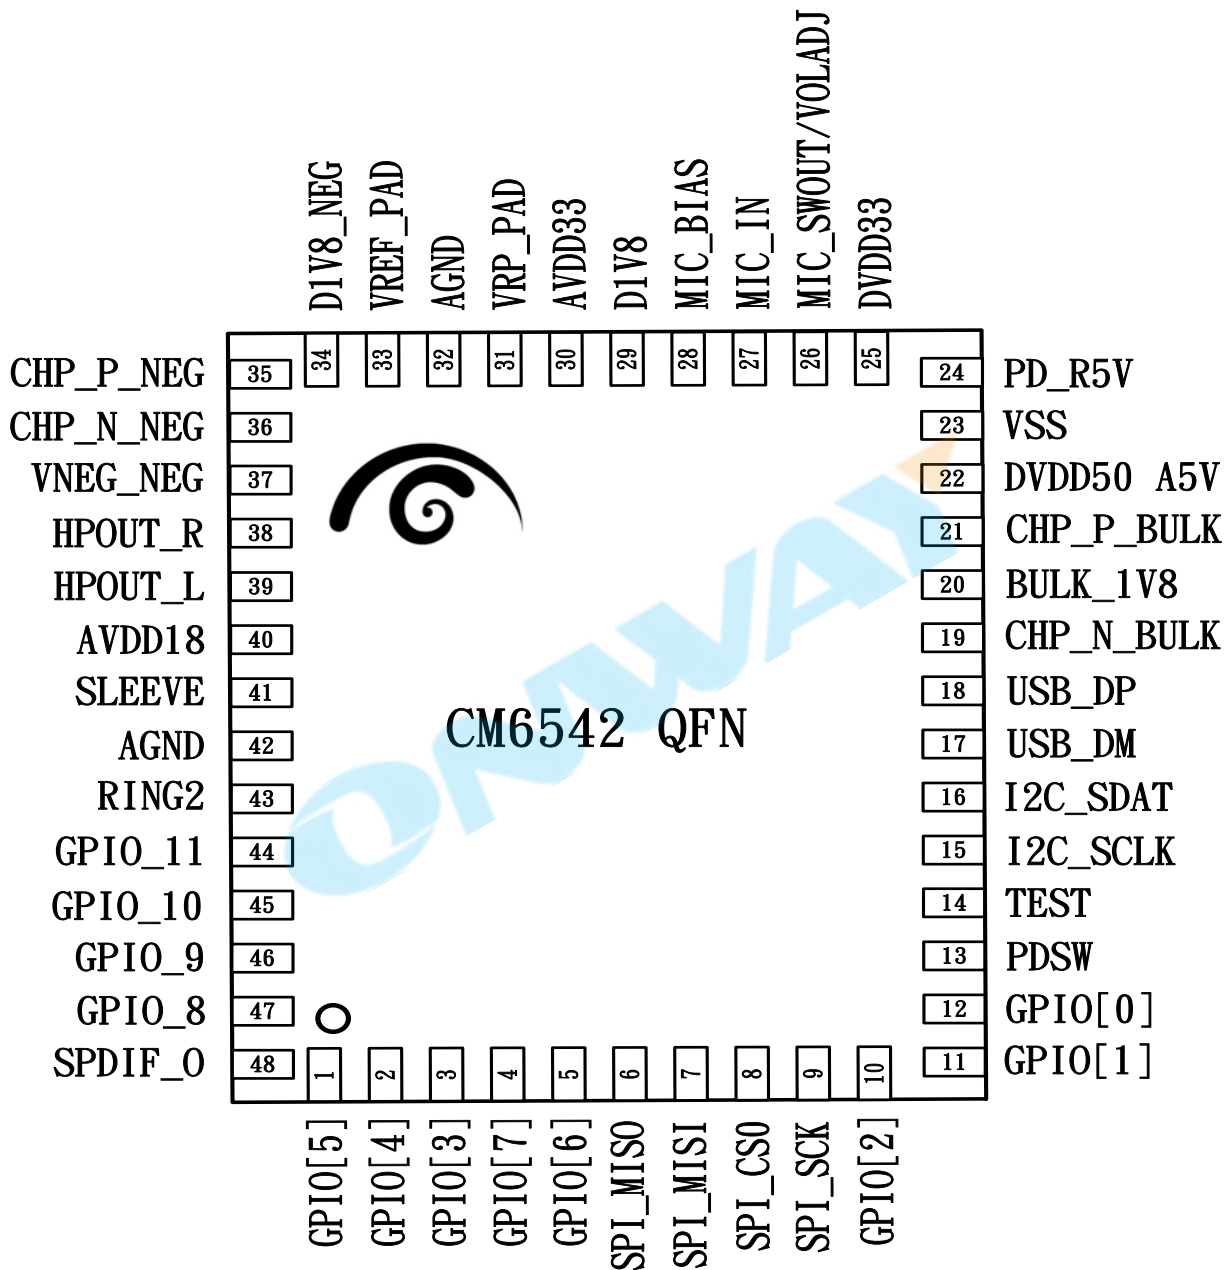 D1V8_NEG
VREF_PAD
AGND
VRP_PAD
AVDD33
D1V8
MIC_BIAS
MIC_IN
MIC_SWOUT/VOLADJ
DVDD33
34
33
32
31
30
29
28
27
26
25
CHP_P_NEG 35
CHP_N_NEG 36
VNEG_NEG 37
HPOUT_R 38
HPOUT_L 39
AVDD18 40
SLEEVE 41
AGND 42
RING2 43
GPIO_11 44
GPIO_10 45
GPIO_9 46
GPIO_8 47
SPDIF_O 48
CM6542 QFN
ONWAY
24 PD_R5V
23 VSS
22 DVDD50 A5V
21 CHP_P_BULK
20 BULK_1V8
19 CHP_N_BULK
18 USB_DP
17 USB_DM
16 I2C_SDAT
15 I2C_SCLK
14 TEST
13 PDSW
12 GPIO[0]
11 GPIO[1]
1
2
3
4
5
6
7
8
9
10
GPIO[5]
GPIO[4]
GPIO[3]
GPIO[7]
GPIO[6]
SPI_MISO
SPI_MISI
SPI_CS0
SPI_SCK
GPIO[2]